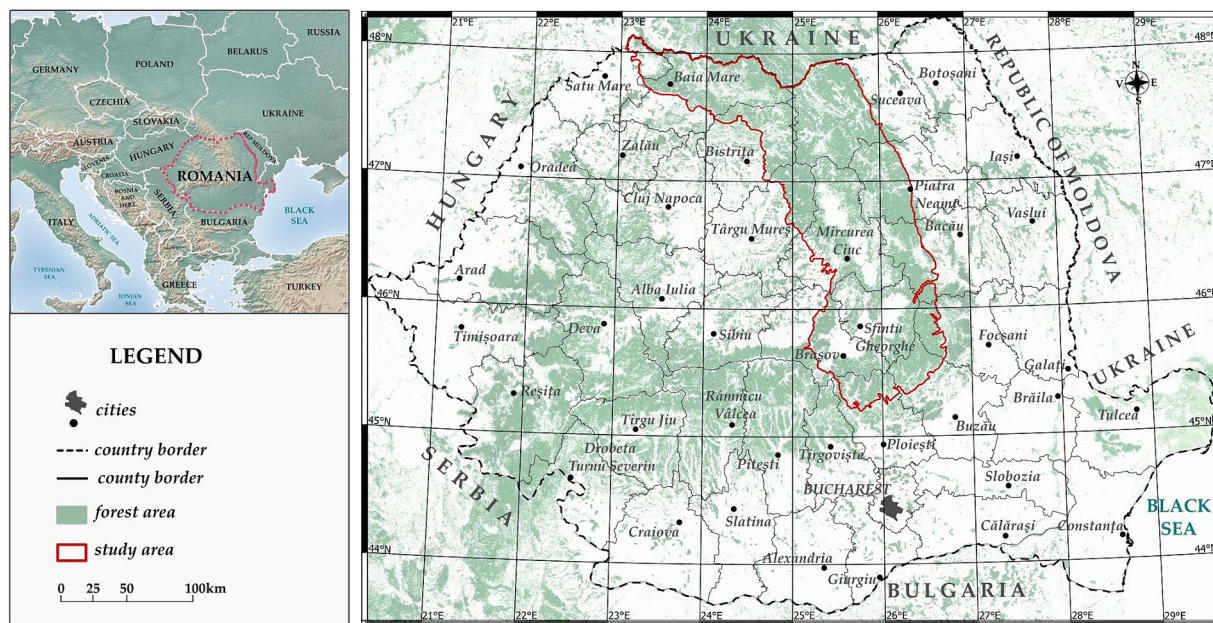 RUSSIA
BELARUS
GERMANY
POLAND
CZECHIA
UKRAINE
SLOVAKIA
AUSTRIA
HUNGARY
REP. MOLDOVA
SLOVENIA
CROATIA
ROMANIA
BOSNIA
AND
HERZ.
SERBIA
ITALY
ADRIATIC SEA
BULGARIA
BLACK
SEA
TYRENIAN
SEA
GREECE
IONIAN
SEA
TURKEY
LEGEND
cities
country border
county border
forest area
study area
0 25 50 100km
21°E 22°E 23°E 24°E 25°E 26°E 27°E 28°E 29°E
48°N
UKRAINE
48°N
REPUBLIC OF MOLDOVA
N
V E
S
Satu Mare
Baia Mare
Botoșani
Suceava
HUNGARY
47°N
Oradea
Zalău
Bistrița
Iași
47°N
Piatra
Neamț
Cluj Napoca
Târgu Mureș
Mircurea
Ciuc
Bacău
Vaslui
46°N
Arad
Alba Iulia
46°N
Timișoara
Deva
Sibiu
Sfintu
Gheorghe
Brașov
Focșani
Galați
UKRAINE
Reșița
Râmnicu
Vâlcea
Brăila
Tulcea
45°N
Tîrgu Jiu
Buzău
45°N
Drobeta
Turnu Severin
Pitești
Tîrgoviște
Ploiești
SERBIA
BUCHAREST
Slobozia
BLACK
SEA
Craiova
Slatina
Călărași
Constanța
44°N
Alexandria
Giurgiu
BULGARIA
44°N
21°E 22°E 23°E 24°E 25°E 26°E 27°E 28°E 29°E